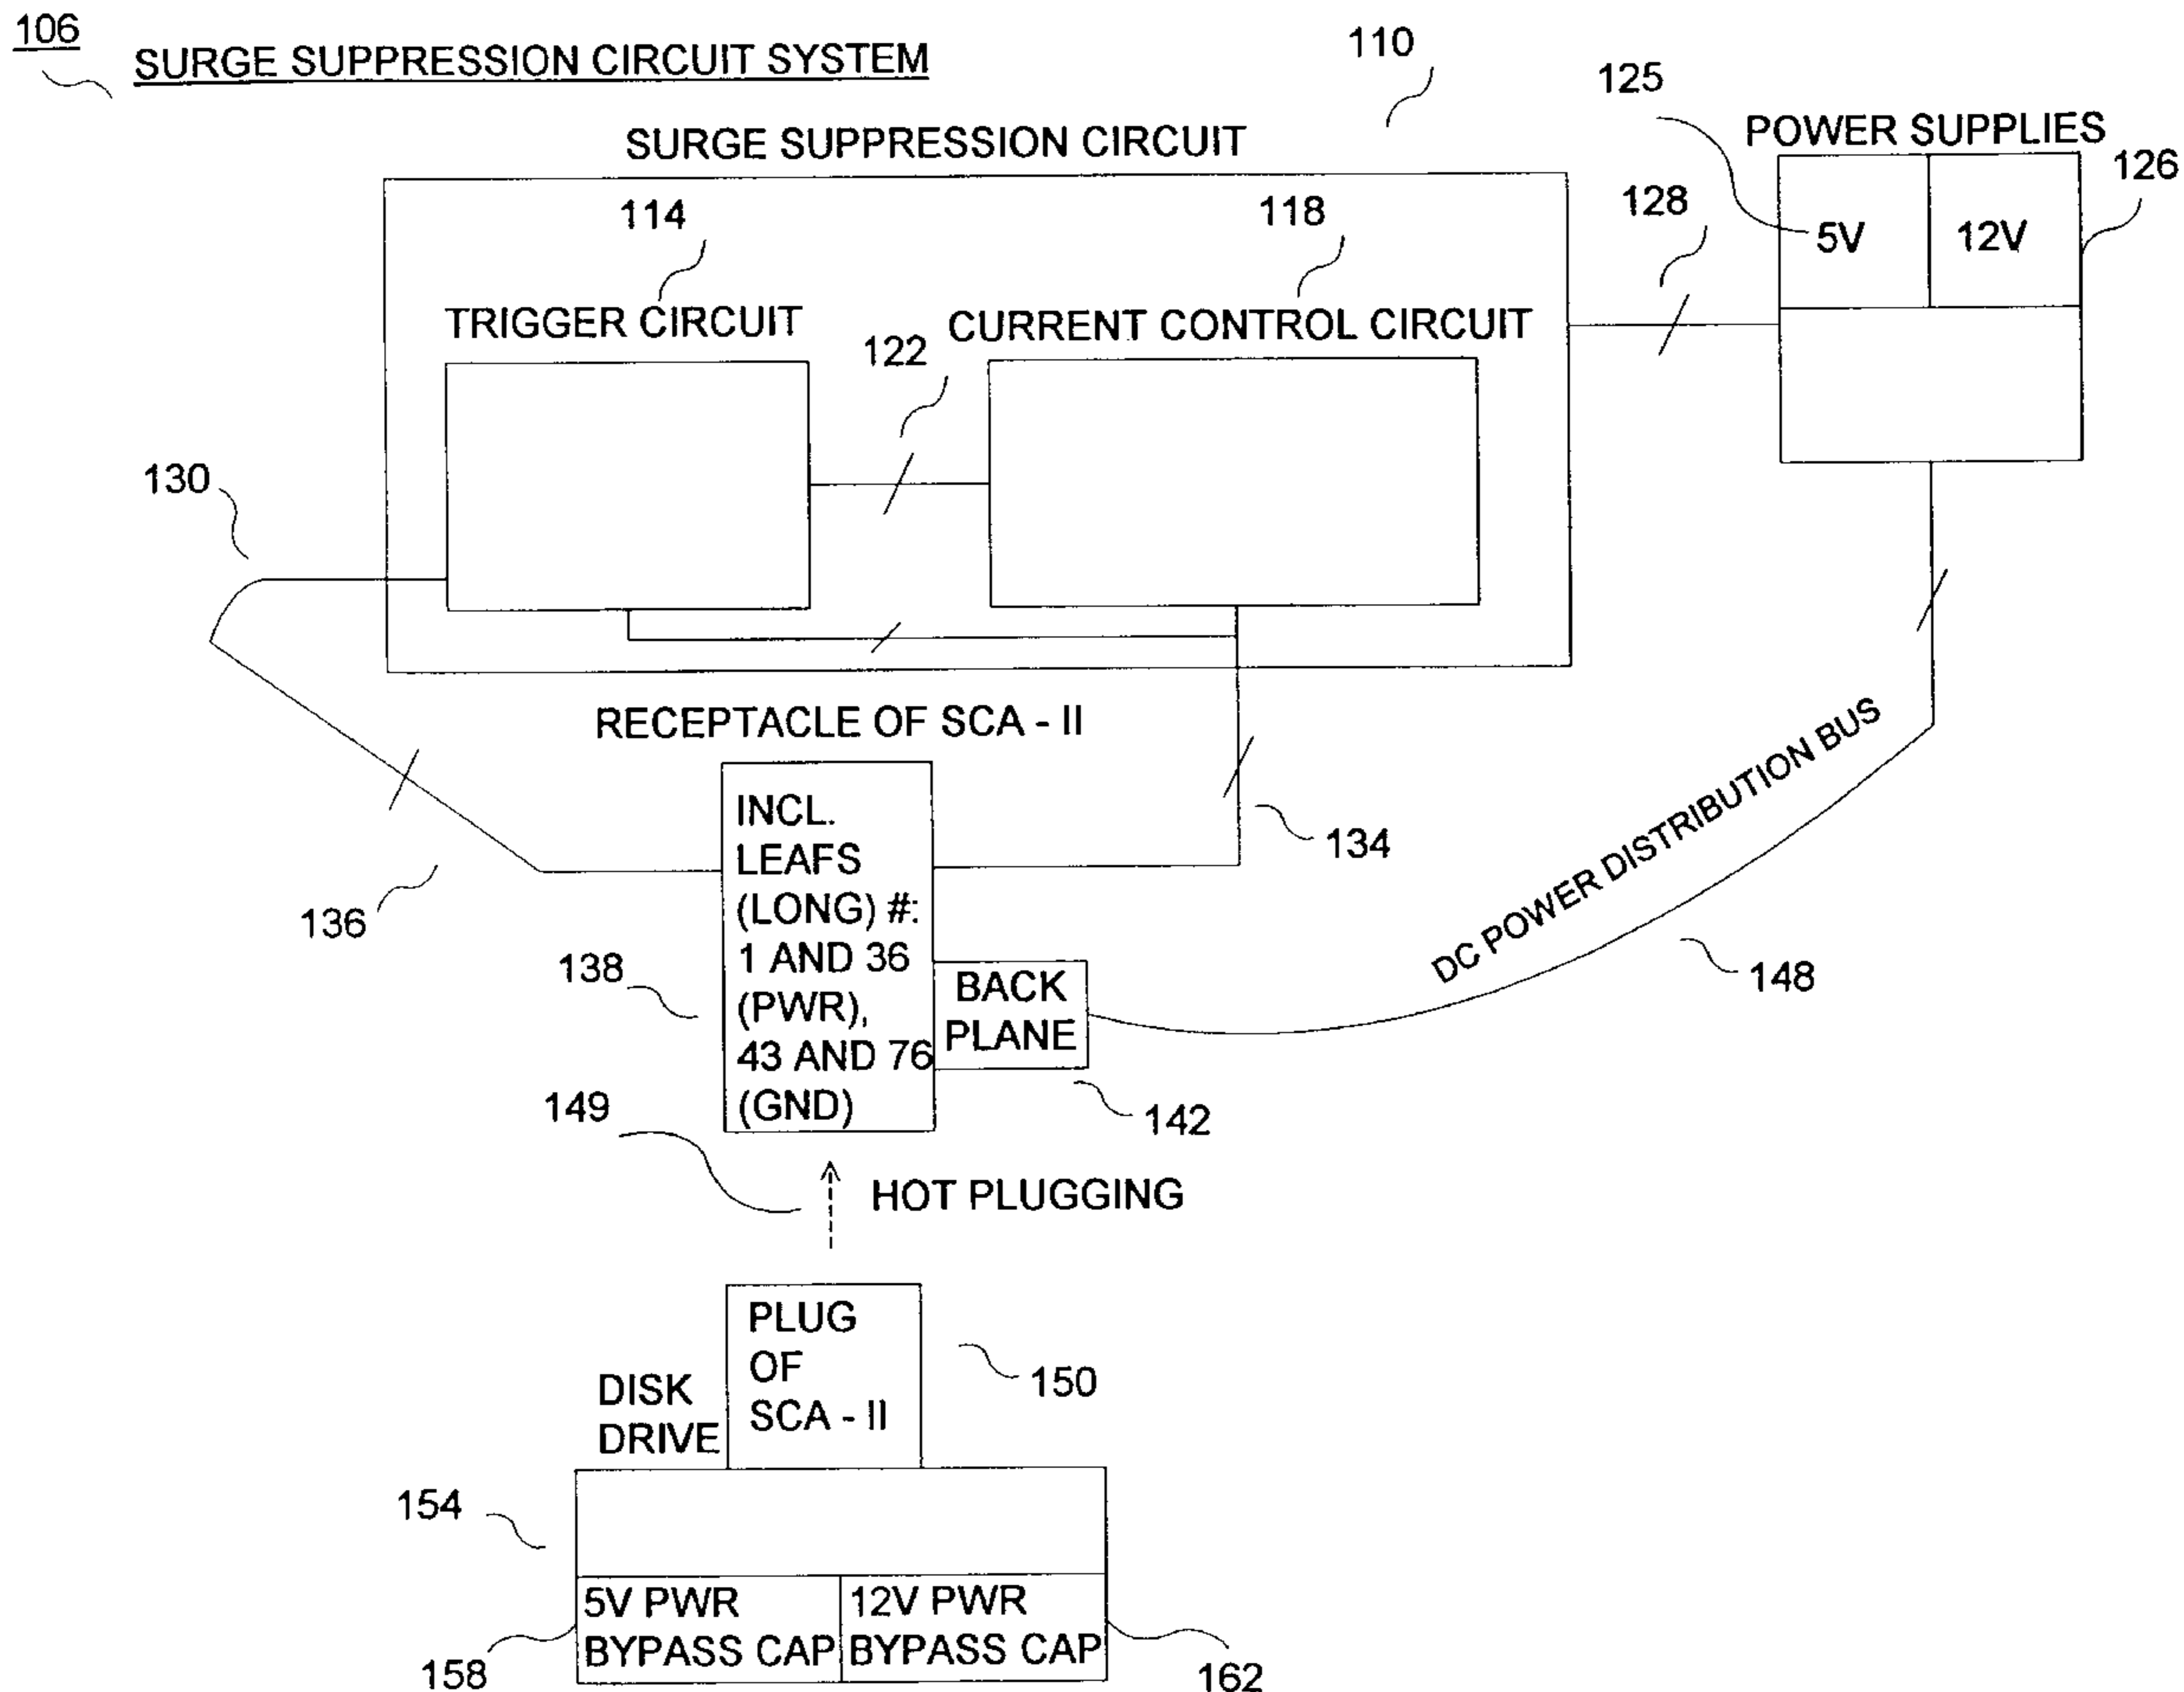 106
SURGE SUPPRESSION CIRCUIT SYSTEM
110
125
SURGE SUPPRESSION CIRCUIT
POWER SUPPLIES
126
128
114
118
5V
12V
TRIGGER CIRCUIT
CURRENT CONTROL CIRCUIT
122
130
RECEPTACLE OF SCA - II
134
136
INCL.
LEAFS
(LONG) #:
1 AND 36
(PWR),
43 AND 76
(GND)
138
BACK
PLANE
DC POWER DISTRIBUTION BUS
148
142
149
HOT PLUGGING
PLUG
OF
SCA - II
150
DISK
DRIVE
154
5V PWR
BYPASS CAP
12V PWR
BYPASS CAP
158
162